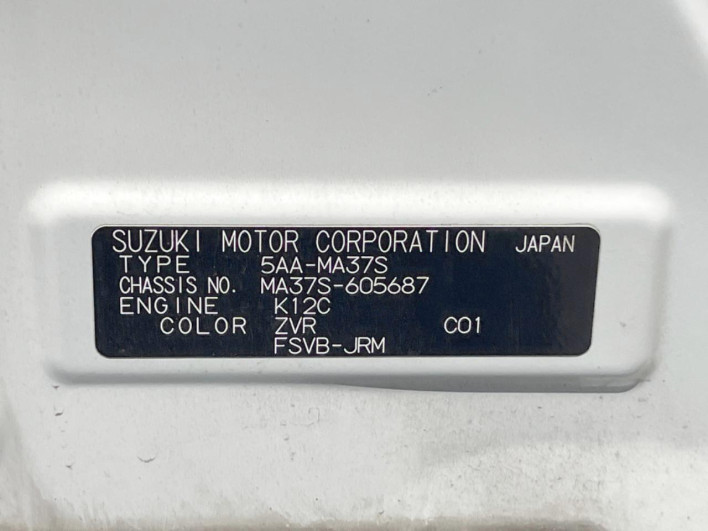 SUZUKI MOTOR CORPORATION JAPAN
TYPE 5AA-MA37S
CHASSIS NO. MA37S-605687
ENGINE K12C
COLOR ZVR C01
FSVB-JRM